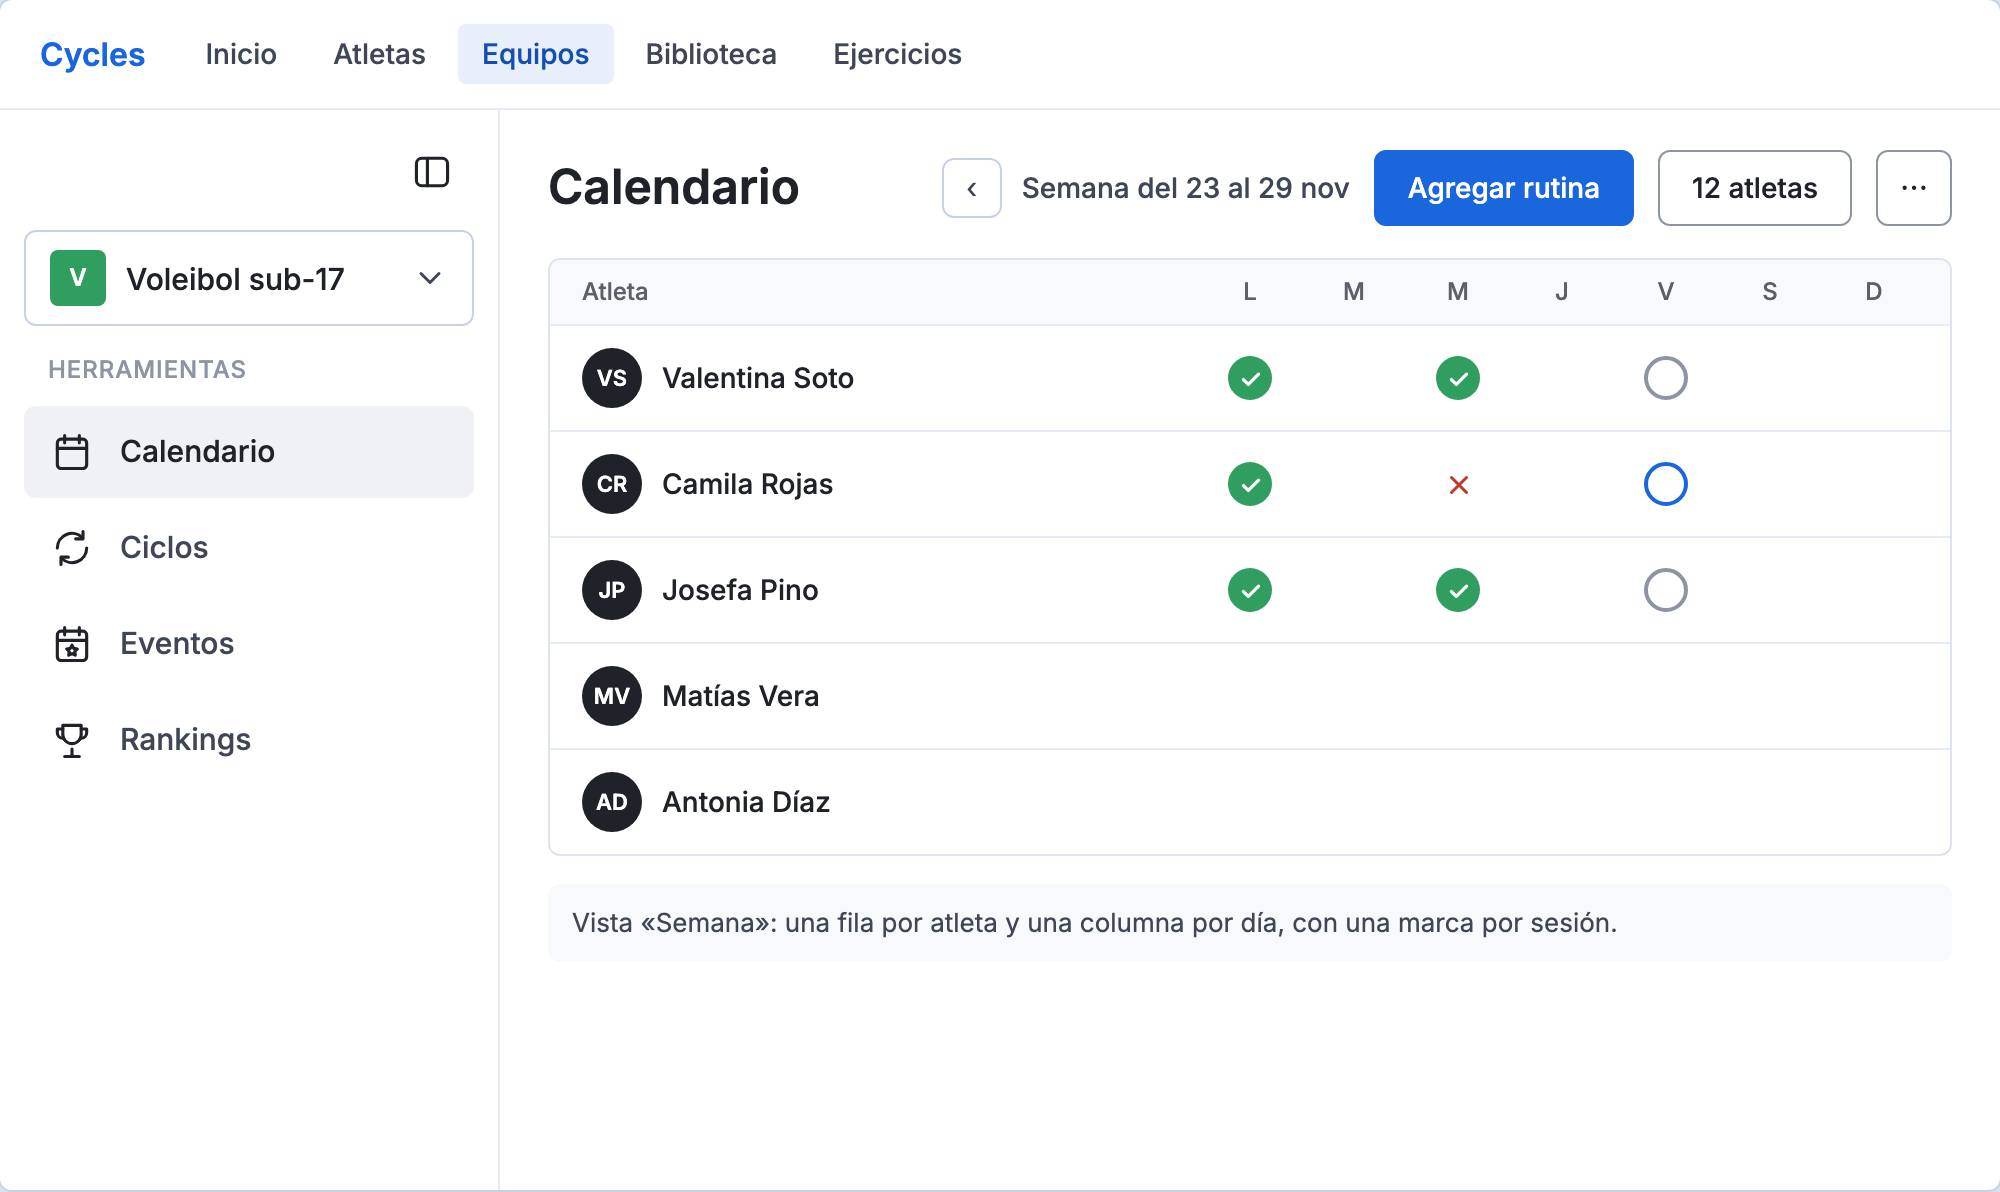 Cycles Inicio Atletas Equipos Biblioteca Ejercicios
V Voleibol sub-17
HERRAMIENTAS
Calendario
Ciclos
Eventos
Rankings
Calendario ‹ Semana del 23 al 29 nov Agregar rutina 12 atletas ...
Atleta L M M J V S D
VS Valentina Soto
CR Camila Rojas
JP Josefa Pino
MV Matías Vera
AD Antonia Díaz
Vista «Semana»: una fila por atleta y una columna por día, con una marca por sesión.